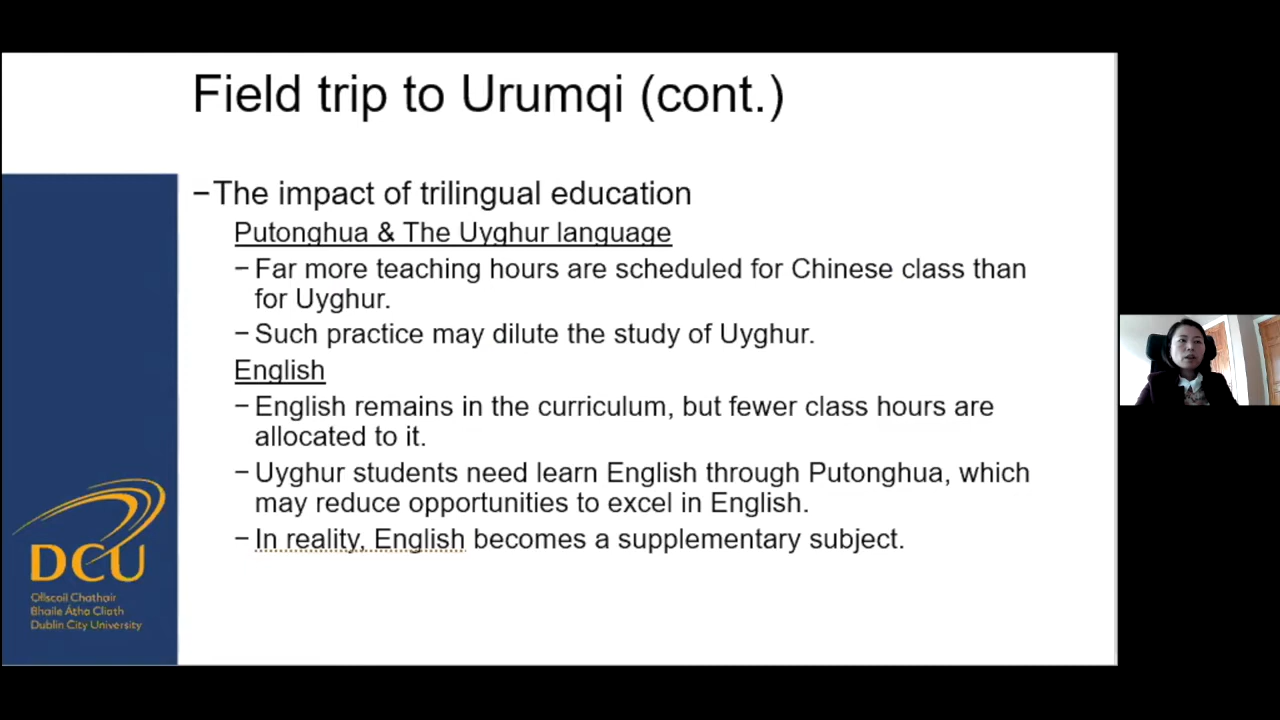 Field trip to Urumqi (cont.)
–The impact of trilingual education
Putonghua & The Uyghur language
– Far more teaching hours are scheduled for Chinese class than
for Uyghur.
– Such practice may dilute the study of Uyghur.
English
– English remains in the curriculum, but fewer class hours are
allocated to it.
– Uyghur students need learn English through Putonghua, which
may reduce opportunities to excel in English.
– In reality, English becomes a supplementary subject.
DCU
Ollscoil Chathair
Bhaile Átha Cliath
Dublin City University